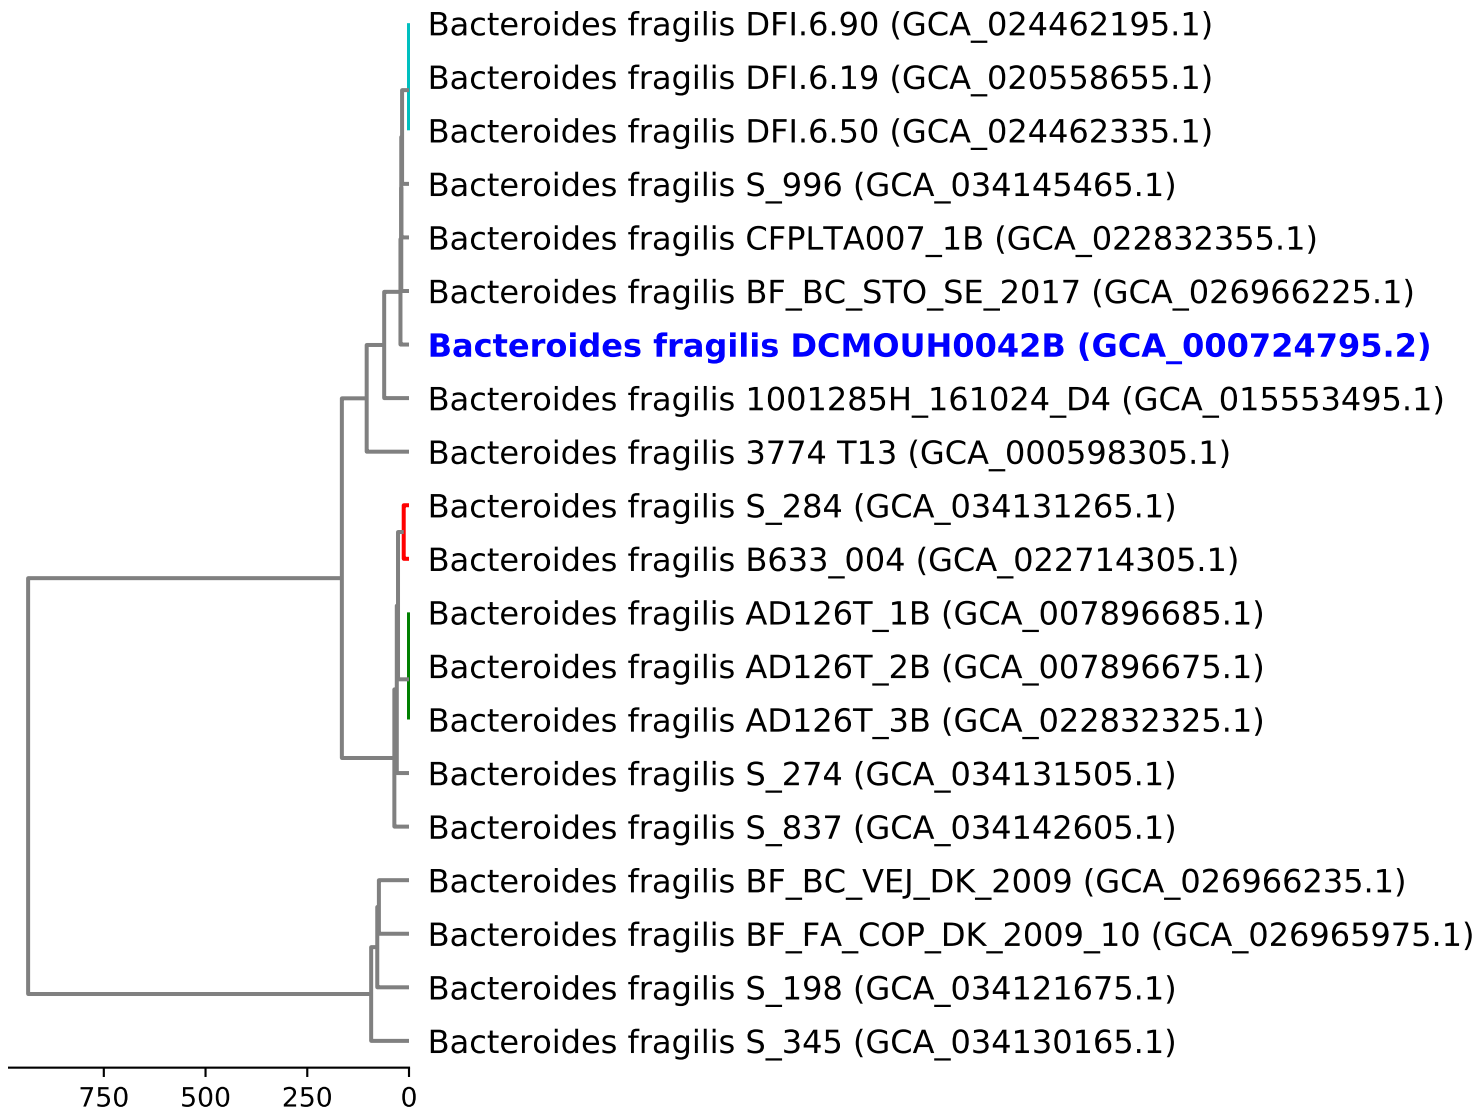 Bacteroides fragilis DFI.6.90 (GCA_024462195.1)
Bacteroides fragilis DFI.6.19 (GCA_020558655.1)
Bacteroides fragilis DFI.6.50 (GCA_024462335.1)
Bacteroides fragilis S_996 (GCA_034145465.1)
Bacteroides fragilis CFPLTA007_1B (GCA_022832355.1)
Bacteroides fragilis BF_BC_STO_SE_2017 (GCA_026966225.1)
Bacteroides fragilis DCMOUH0042B (GCA_000724795.2)
Bacteroides fragilis 1001285H_161024_D4 (GCA_015553495.1)
Bacteroides fragilis 3774 T13 (GCA_000598305.1)
Bacteroides fragilis S_284 (GCA_034131265.1)
Bacteroides fragilis B633_004 (GCA_022714305.1)
Bacteroides fragilis AD126T_1B (GCA_007896685.1)
Bacteroides fragilis AD126T_2B (GCA_007896675.1)
Bacteroides fragilis AD126T_3B (GCA_022832325.1)
Bacteroides fragilis S_274 (GCA_034131505.1)
Bacteroides fragilis S_837 (GCA_034142605.1)
Bacteroides fragilis BF_BC_VEJ_DK_2009 (GCA_026966235.1)
Bacteroides fragilis BF_FA_COP_DK_2009_10 (GCA_026965975.1)
Bacteroides fragilis S_198 (GCA_034121675.1)
Bacteroides fragilis S_345 (GCA_034130165.1)
750 500 250 0